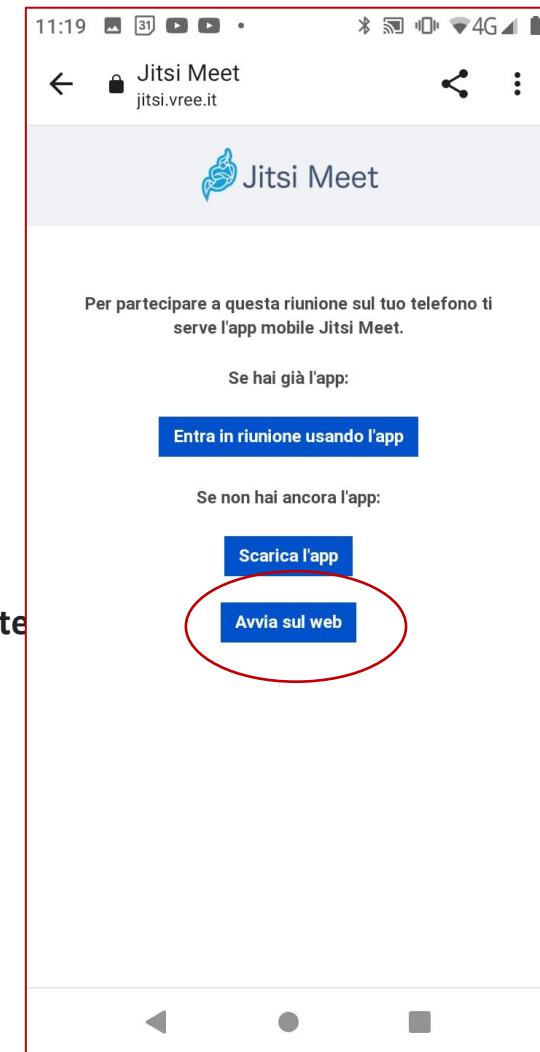 11:19 31 4G
Jitsi Meet
jitsi.vree.it
Jitsi Meet
Per partecipare a questa riunione sul tuo telefono ti
serve l'app mobile Jitsi Meet.
Se hai già l'app:
Entra in riunione usando l'app
Se non hai ancora l'app:
Scarica l'app
te
Avvia sul web